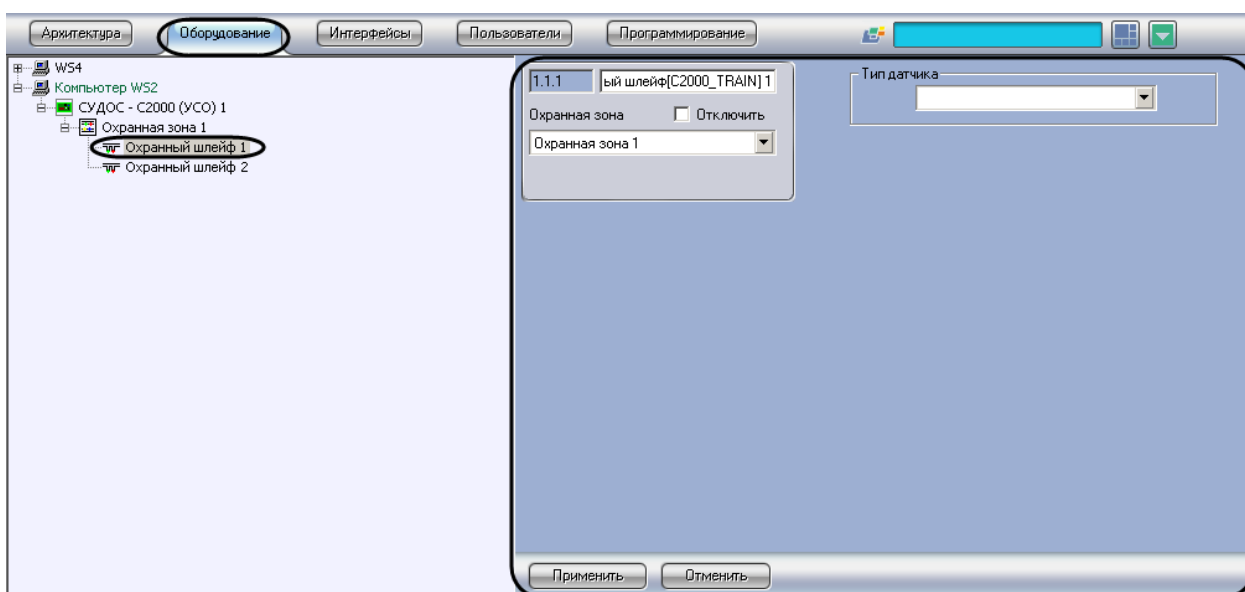 Архитектура Оборудование Интерфейсы Пользователи Программирование
WS4
Компьютер WS2
СУДОС - С2000 (УСО) 1
Охранная зона 1
Охранный шлейф 1
Охранный шлейф 2
1.1.1 ый шлейф[C2000_TRAIN] 1
Охранная зона Отключить
Охранная зона 1
Тип датчика
Применить Отменить